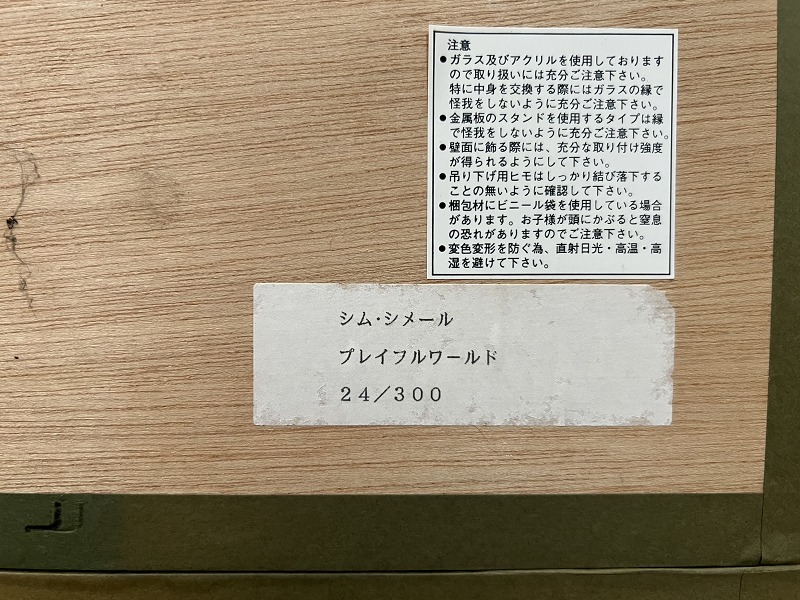 注意
●ガラス及びアクリルを使用しております
ので取り扱いには充分ご注意下さい。
特に中身を交換する際にはガラスの縁で
怪我をしないように充分ご注意下さい。
●金属板のスタンドを使用するタイプは縁
で怪我をしないように充分ご注意下さい。
●壁面に飾る際には、充分な取り付け強度
が得られるようにして下さい。
●吊り下げ用ヒモはしっかり結び落下する
ことの無いように確認して下さい。
●梱包材にビニール袋を使用している場合
があります。お子様が頭にかぶると窒息
の恐れがありますのでご注意下さい。
●変色変形を防ぐ為、直射日光・高温・高
湿を避けて下さい。
シム・シメール
プレイフルワールド
24/300